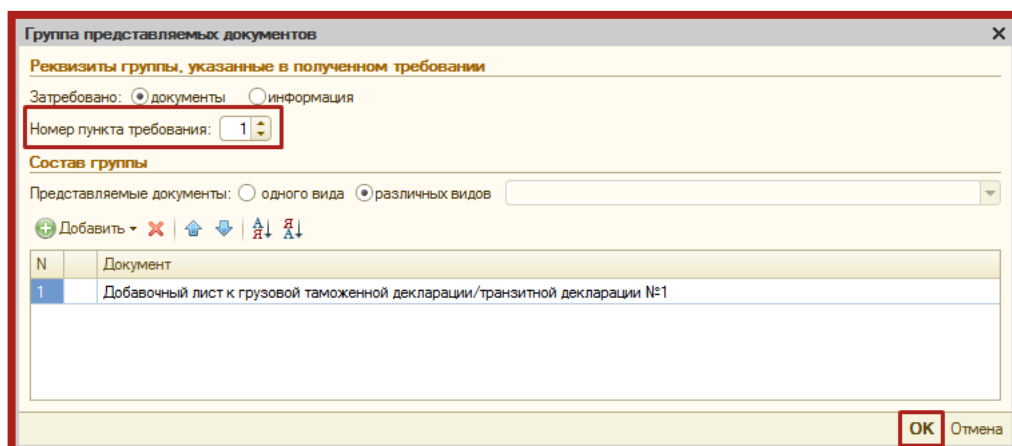 Группа представляемых документов
Реквизиты группы, указанные в полученном требовании
Затребовано: документы информация
Номер пункта требования: 1
Состав группы
Представляемые документы: одного вида различных видов
Добавить А Я Я А
N Документ
1 Добавочный лист к грузовой таможенной декларации/транзитной декларации №1
OK Отмена